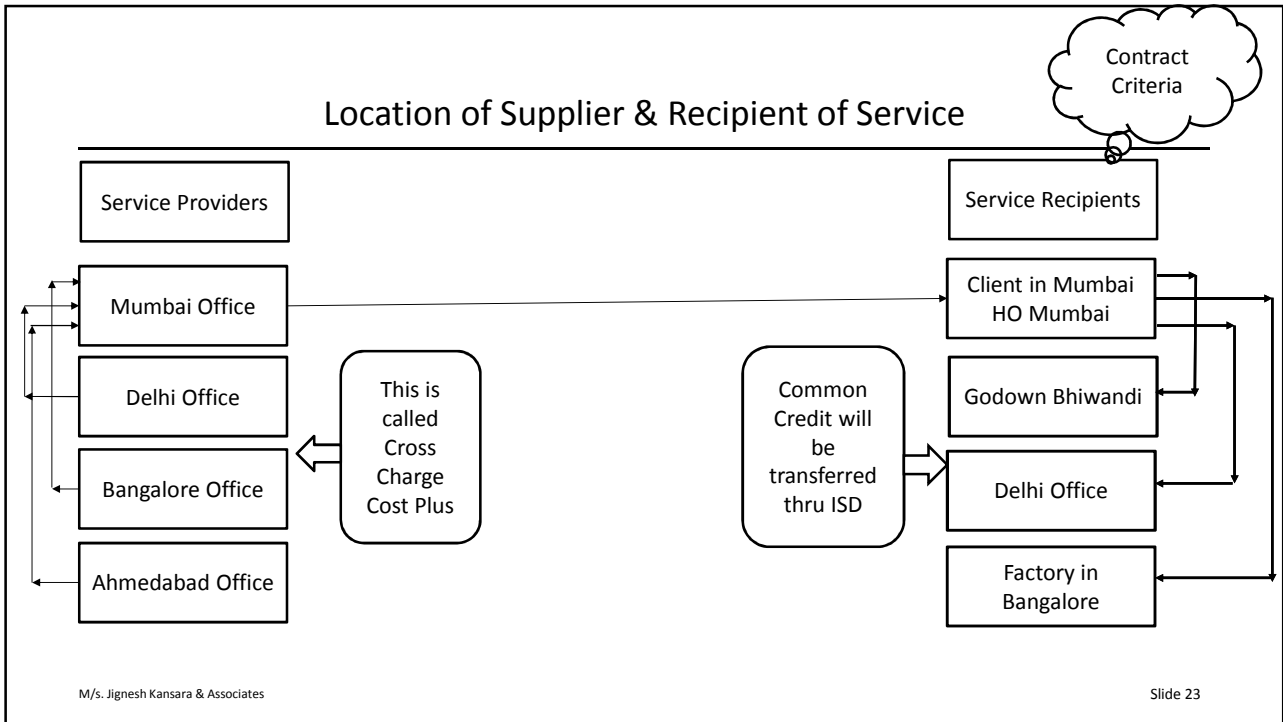 Contract
Criteria
Location of Supplier & Recipient of Service
Service Providers
Service Recipients
Mumbai Office
Client in Mumbai
HO Mumbai
Delhi Office
This is
called
Cross
Charge
Cost Plus
Common
Credit will
be
transferred
thru ISD
Godown Bhiwandi
Bangalore Office
Delhi Office
Ahmedabad Office
Factory in
Bangalore
M/s. Jignesh Kansara & Associates
Slide 23